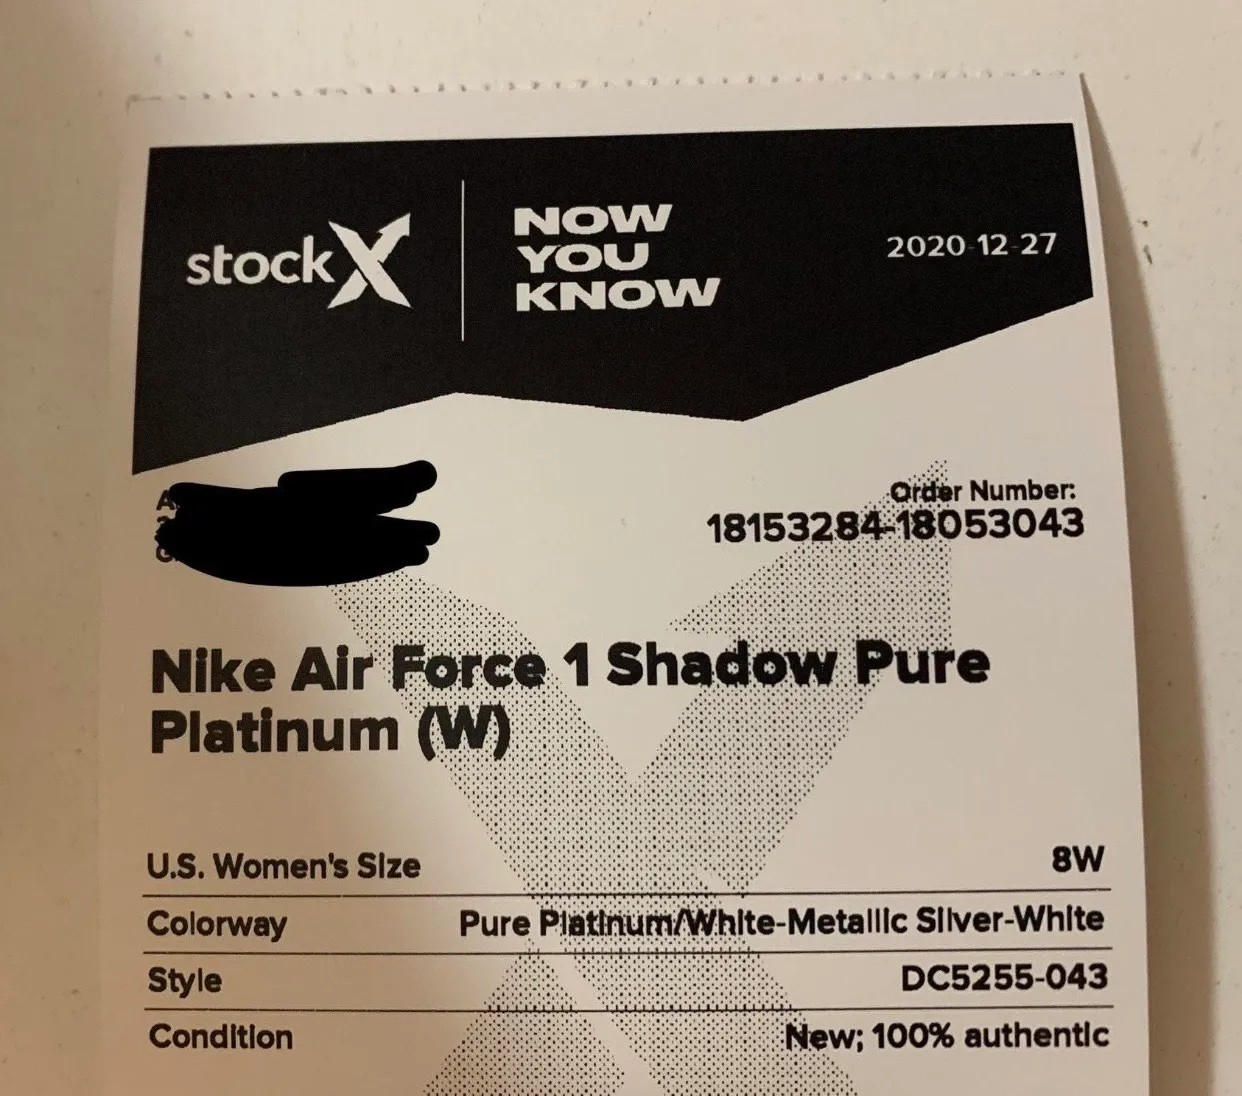 stockX
NOW
YOU
KNOW
2020-12-27
Order Number:
18153284-18053043
Nike Air Force 1 Shadow Pure
Platinum (W)
U.S. Women's Size 8W
Colorway Pure Platinum/White-Metallic Silver-White
Style DC5255-043
Condition New; 100% authentic